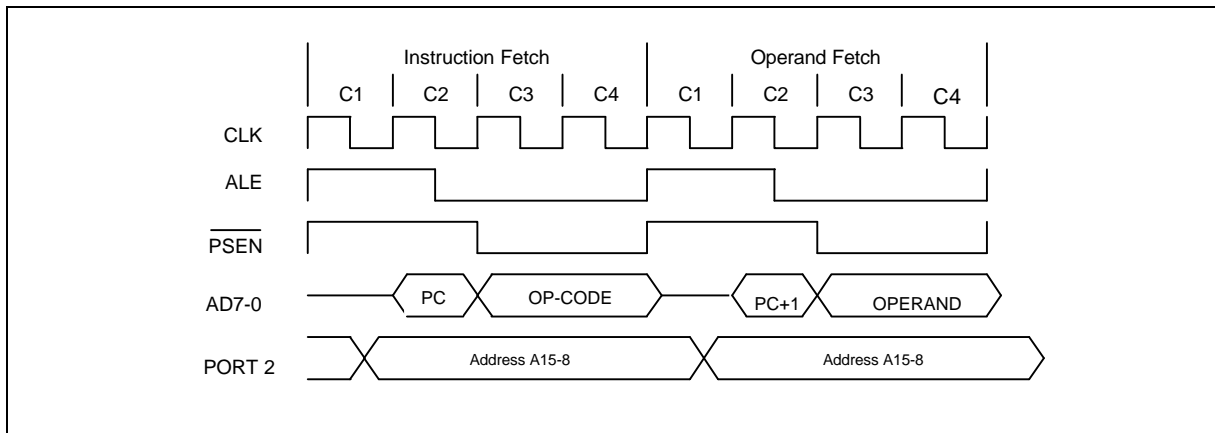 Instruction Fetch Operand Fetch
C1 C2 C3 C4 C1 C2 C3 C4
CLK
ALE
PSEN
AD7-0 PC OP-CODE PC+1 OPERAND
PORT 2 Address A15-8 Address A15-8